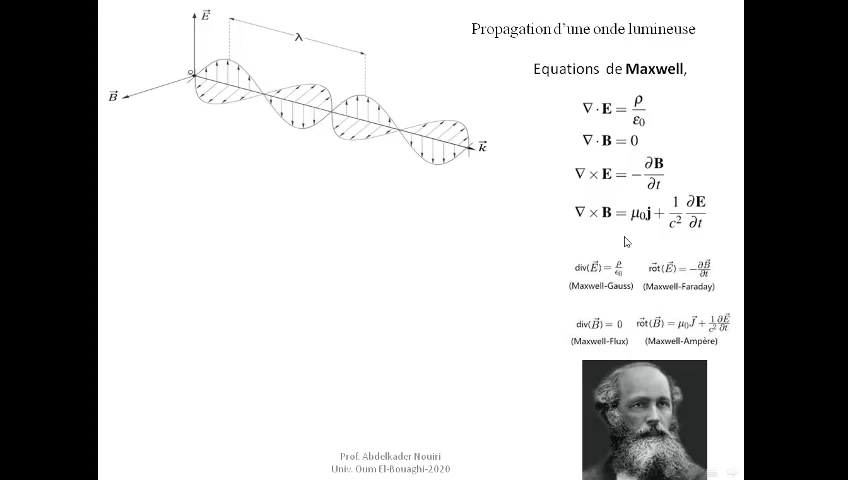 Propagation d'une onde lumineuse
Equations de Maxwell,
E⃗
λ
o
B⃗
k⃗
∇ · E = ρ/ε₀
∇ · B = 0
∇ × E = −∂B/∂t
∇ × B = μ₀j + 1/c² ∂E/∂t
div(E⃗) = ρ/ε₀
rot⃗(E⃗) = −∂B⃗/∂t
(Maxwell-Gauss)
(Maxwell-Faraday)
div(B⃗) = 0
rot⃗(B⃗) = μ₀J⃗ + 1/c² ∂E⃗/∂t
(Maxwell-Flux)
(Maxwell-Ampère)
Prof. Abdelkader Nouiri
Univ. Oum El-Bouaghi-2020